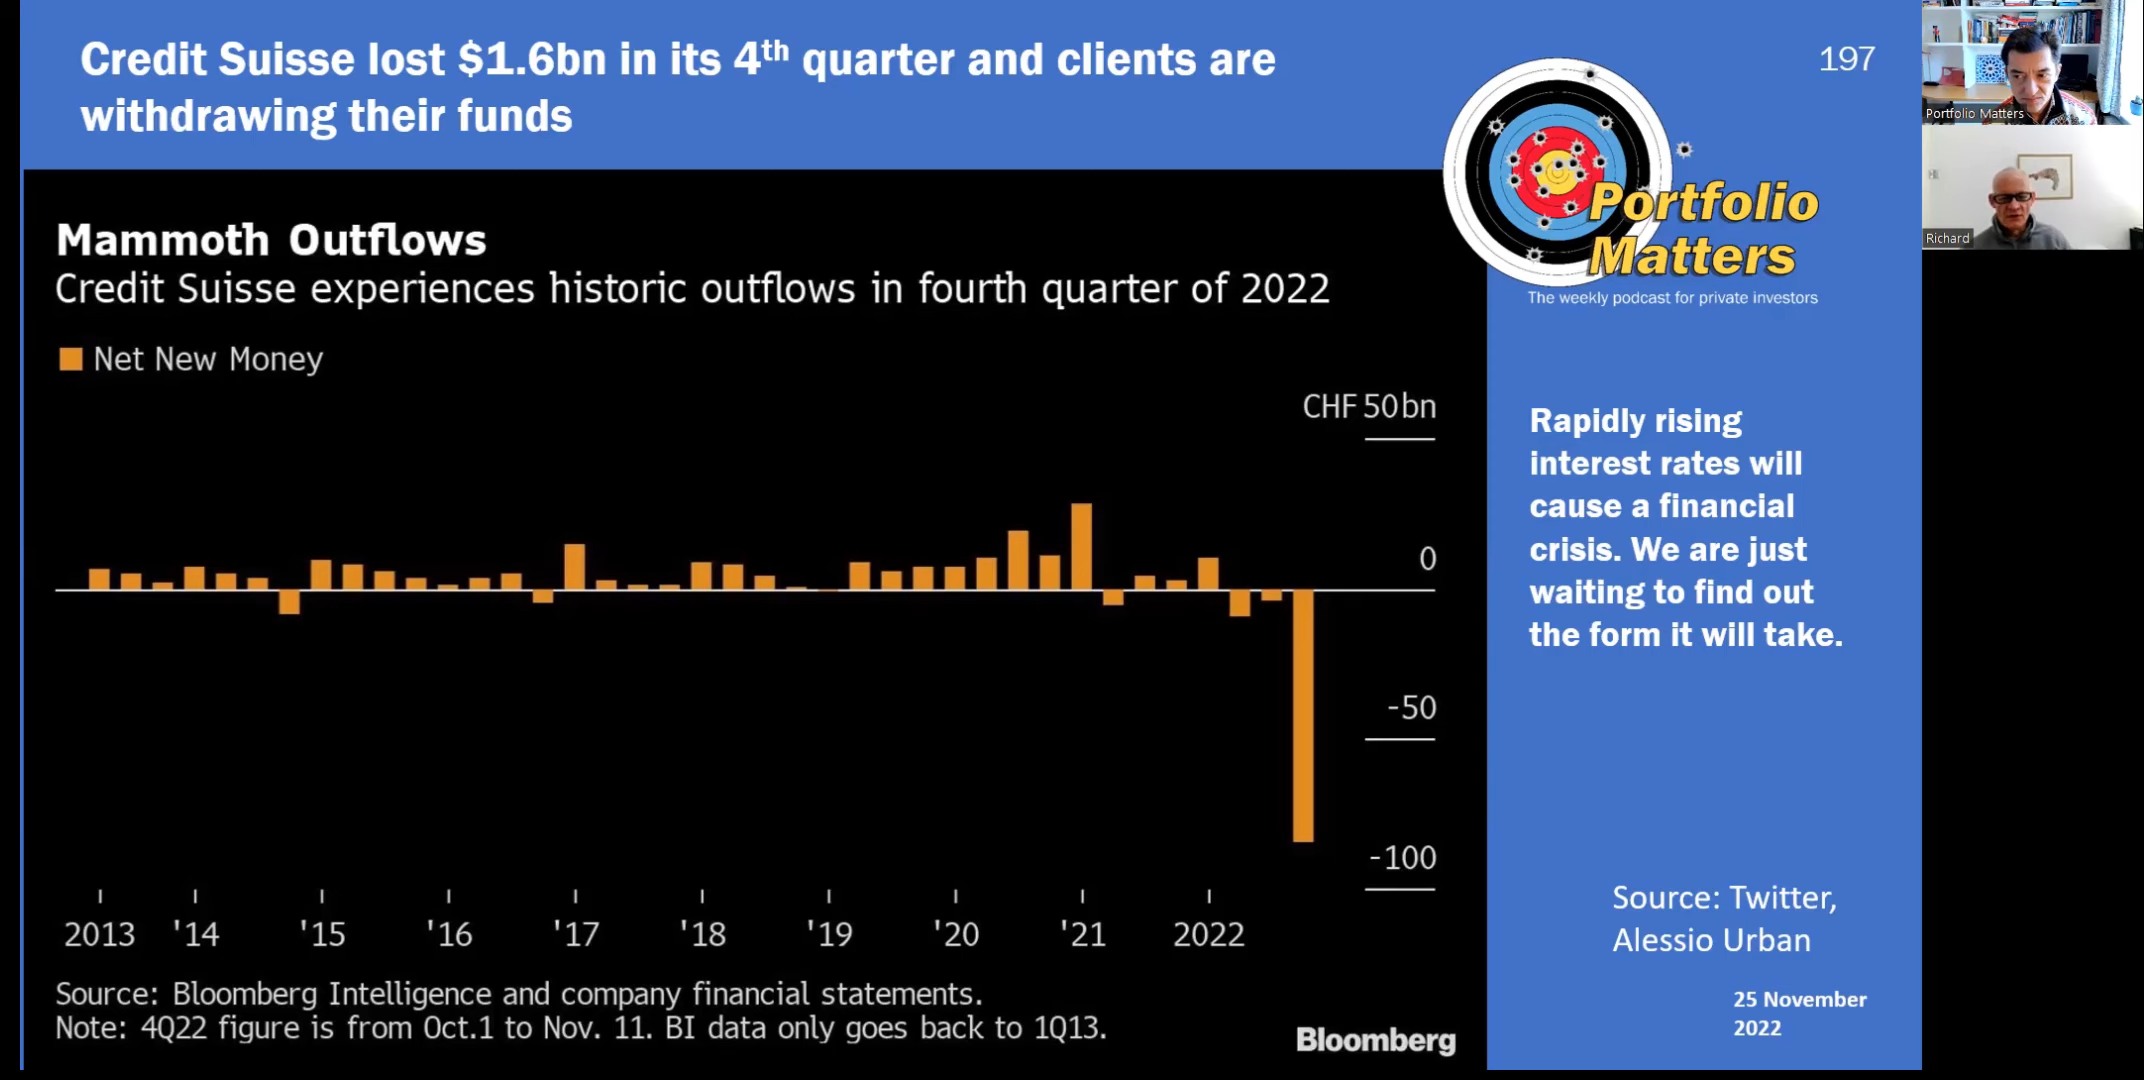 Credit Suisse lost $1.6bn in its 4th quarter and clients are
withdrawing their funds
197
Portfolio Matters
Richard
Portfolio
Matters
The weekly podcast for private investors
Mammoth Outflows
Credit Suisse experiences historic outflows in fourth quarter of 2022
Net New Money
CHF 50bn
0
-50
-100
2013 '14 '15 '16 '17 '18 '19 '20 '21 2022
Source: Bloomberg Intelligence and company financial statements.
Note: 4Q22 figure is from Oct.1 to Nov. 11. BI data only goes back to 1Q13.
Bloomberg
Rapidly rising
interest rates will
cause a financial
crisis. We are just
waiting to find out
the form it will take.
Source: Twitter,
Alessio Urban
25 November
2022